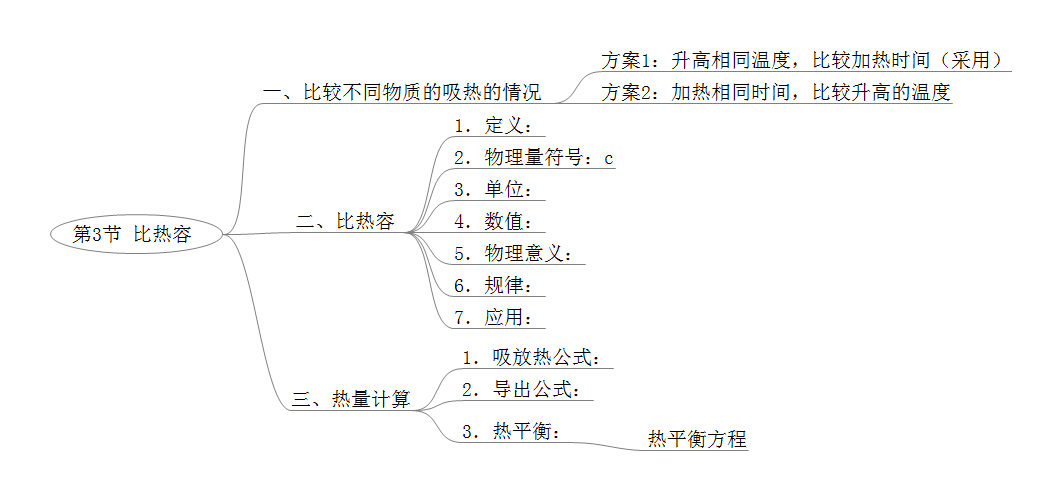 第3节 比热容
一、比较不同物质的吸热的情况
方案1：升高相同温度，比较加热时间（采用）
方案2：加热相同时间，比较升高的温度
二、比热容
1．定义：
2．物理量符号：c
3．单位：
4．数值：
5．物理意义：
6．规律：
7．应用：
三、热量计算
1．吸放热公式：
2．导出公式：
3．热平衡：
热平衡方程